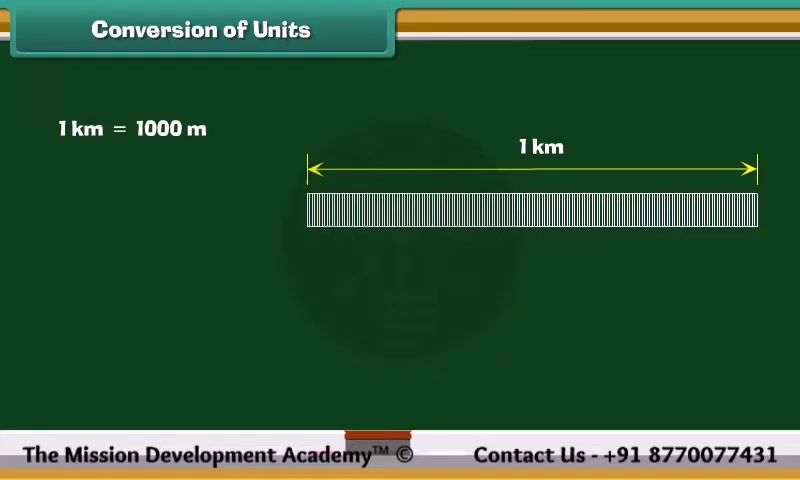 Conversion of Units
1 km = 1000 m
1 km
The Mission Development Academy™ ©
Contact Us - +91 8770077431